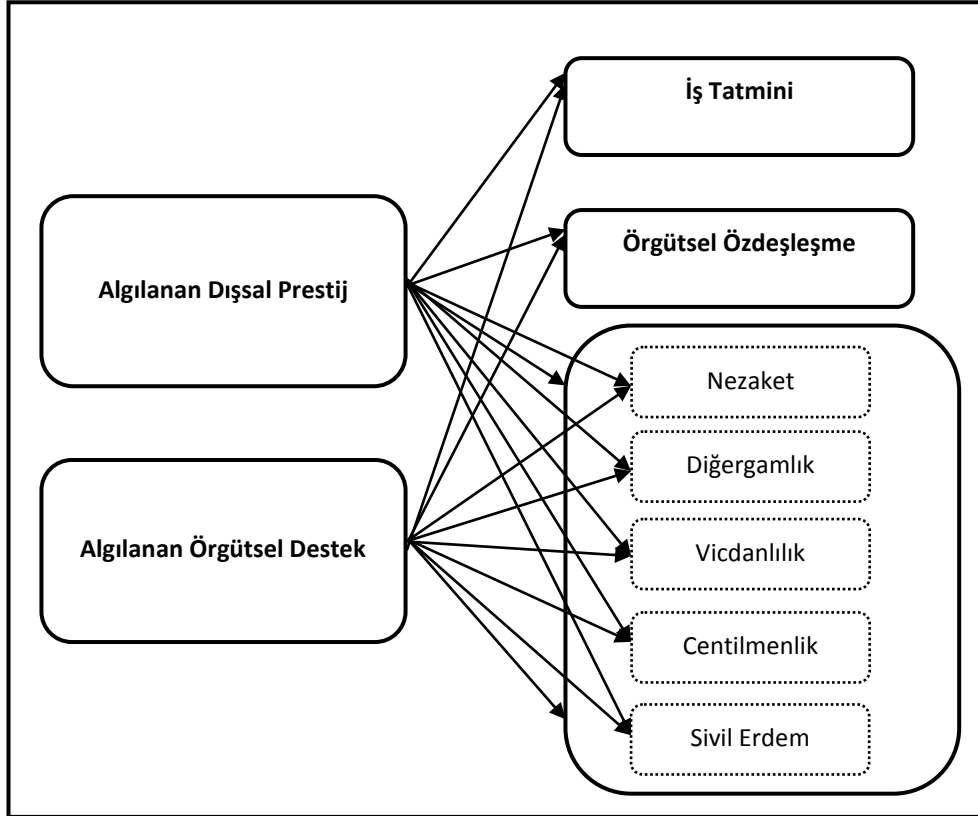 İş Tatmini
Örgütsel Özdeşleşme
Algılanan Dışsal Prestij
Nezaket
Diğergamlık
Algılanan Örgütsel Destek
Vicdanlılık
Centilmenlik
Sivil Erdem